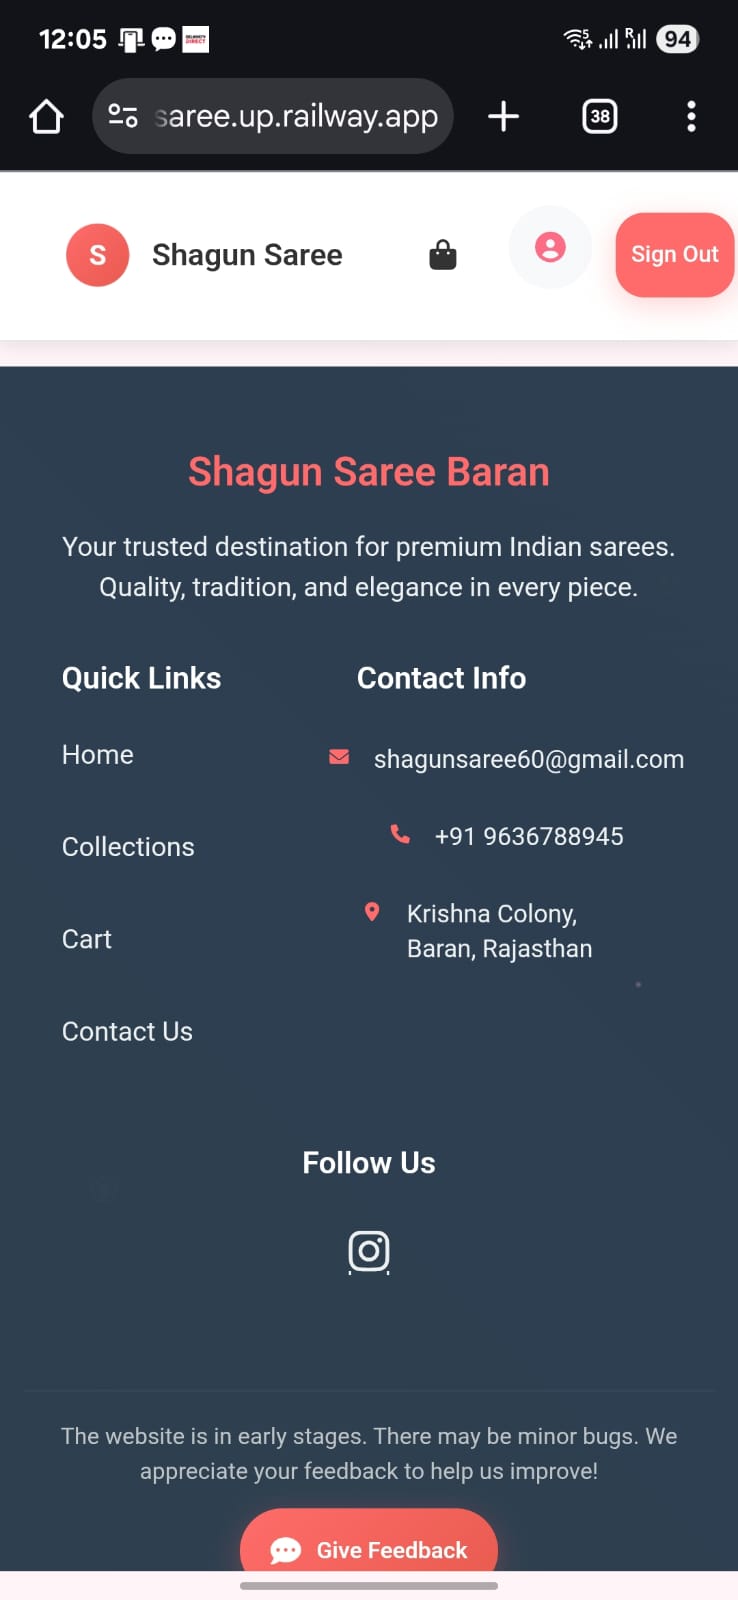 12:05
94
saree.up.railway.app
38
S
Shagun Saree
Sign Out
Shagun Saree Baran
Your trusted destination for premium Indian sarees.
Quality, tradition, and elegance in every piece.
Quick Links
Home
Collections
Cart
Contact Us
Contact Info
shagunsaree60@gmail.com
+91 9636788945
Krishna Colony,
Baran, Rajasthan
Follow Us
The website is in early stages. There may be minor bugs. We
appreciate your feedback to help us improve!
Give Feedback